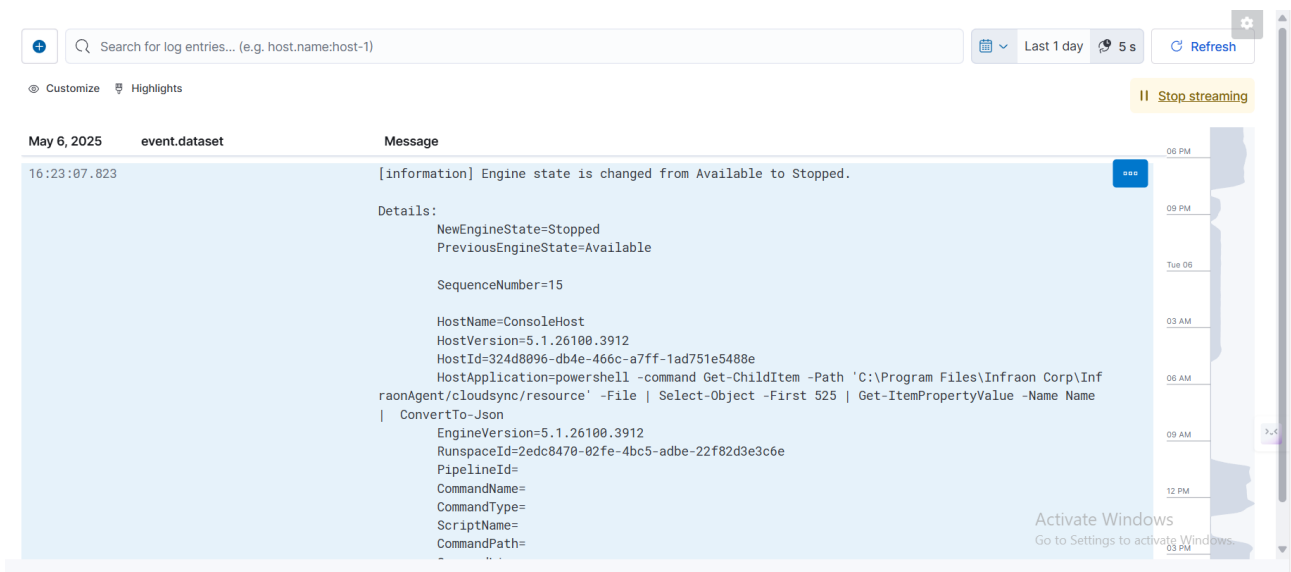 Search for log entries... (e.g. host.name:host-1)
Last 1 day
5 s
Refresh
Customize
Highlights
Stop streaming
May 6, 2025
event.dataset
Message
16:23:07.823
[information] Engine state is changed from Available to Stopped.
Details:
NewEngineState=Stopped
PreviousEngineState=Available
SequenceNumber=15
HostName=ConsoleHost
HostVersion=5.1.26100.3912
HostId=324d8096-db4e-466c-a7ff-1ad751e5488e
HostApplication=powershell -command Get-ChildItem -Path 'C:\Program Files\Infraon Corp\Inf
raonAgent/cloudsync/resource' -File | Select-Object -First 525 | Get-ItemPropertyValue -Name Name
| ConvertTo-Json
EngineVersion=5.1.26100.3912
RunspaceId=2edc8470-02fe-4bc5-adbe-22f82d3e3c6e
PipelineId=
CommandName=
CommandType=
ScriptName=
CommandPath=
06 PM
09 PM
Tue 06
03 AM
06 AM
09 AM
12 PM
03 PM
Activate Windows
Go to Settings to activate Windows.